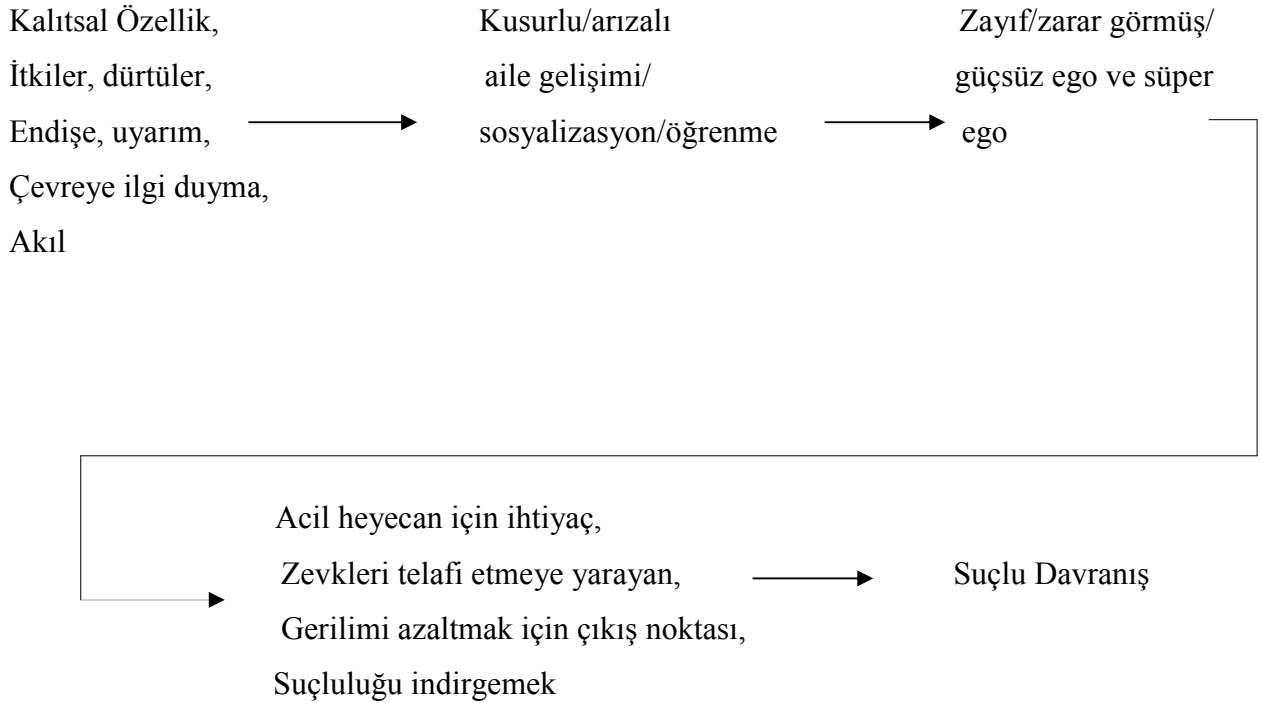 Kalıtsal Özellik,
İtkiler, dürtüler,
Endişe, uyarım,
Çevreye ilgi duyma,
Akıl
Kusurlu/arızalı
aile gelişimi/
sosyalizasyon/öğrenme
Zayıf/zarar görmüş/
güçsüz ego ve süper
ego
Acil heyecan için ihtiyaç,
Zevkleri telafi etmeye yarayan,
Gerilimi azaltmak için çıkış noktası,
Suçluluğu indirgemek
Suçlu Davranış